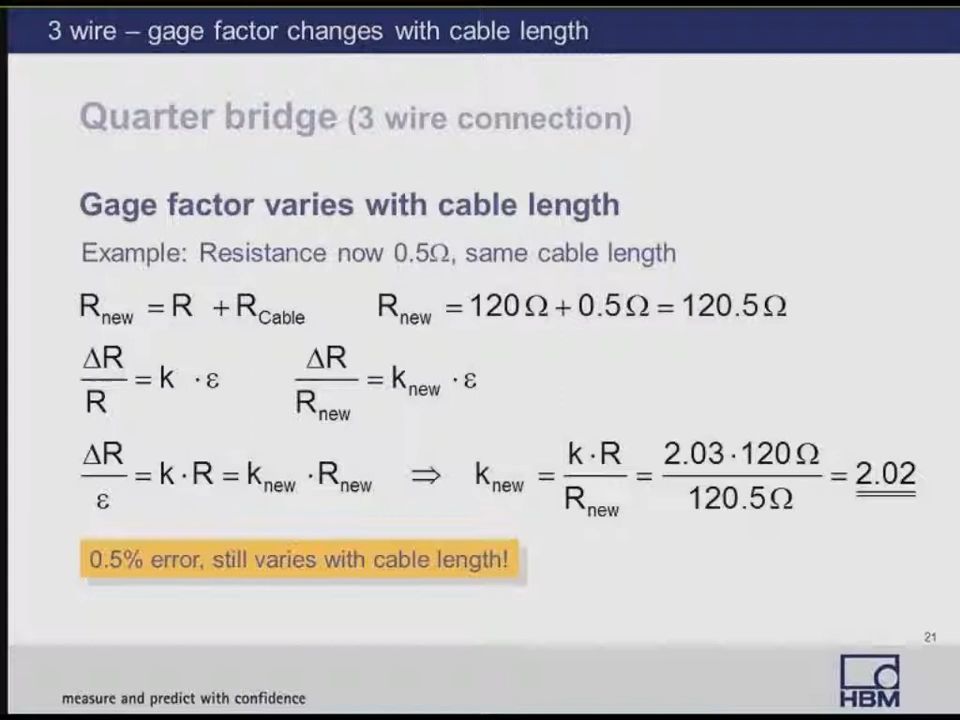 3 wire – gage factor changes with cable length
Quarter bridge (3 wire connection)
Gage factor varies with cable length
Example: Resistance now 0.5Ω, same cable length
R_new = R + R_Cable R_new = 120 Ω + 0.5 Ω = 120.5 Ω
ΔR/R = k · ε ΔR/R_new = k_new · ε
ΔR/ε = k · R = k_new · R_new ⇒ k_new = k · R/R_new = 2.03 · 120 Ω/120.5 Ω = 2.02
0.5% error, still varies with cable length!
21
measure and predict with confidence
HBM